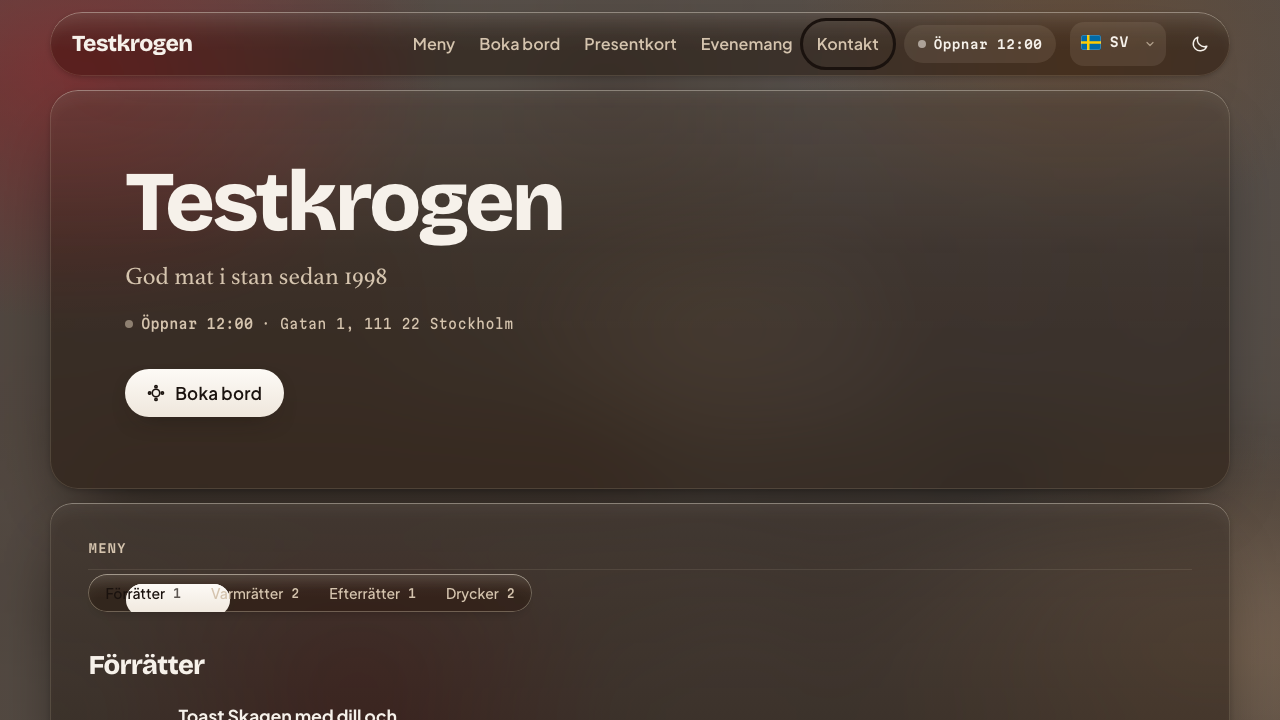 Testkrogen
Meny Boka bord Presentkort Evenemang Kontakt Öppnar 12:00 SV
Testkrogen
God mat i stan sedan 1998
Öppnar 12:00 · Gatan 1, 111 22 Stockholm
Boka bord
MENY
Förrätter 1 Varmrätter 2 Efterrätter 1 Drycker 2
Förrätter
Toast Skagen med dill och